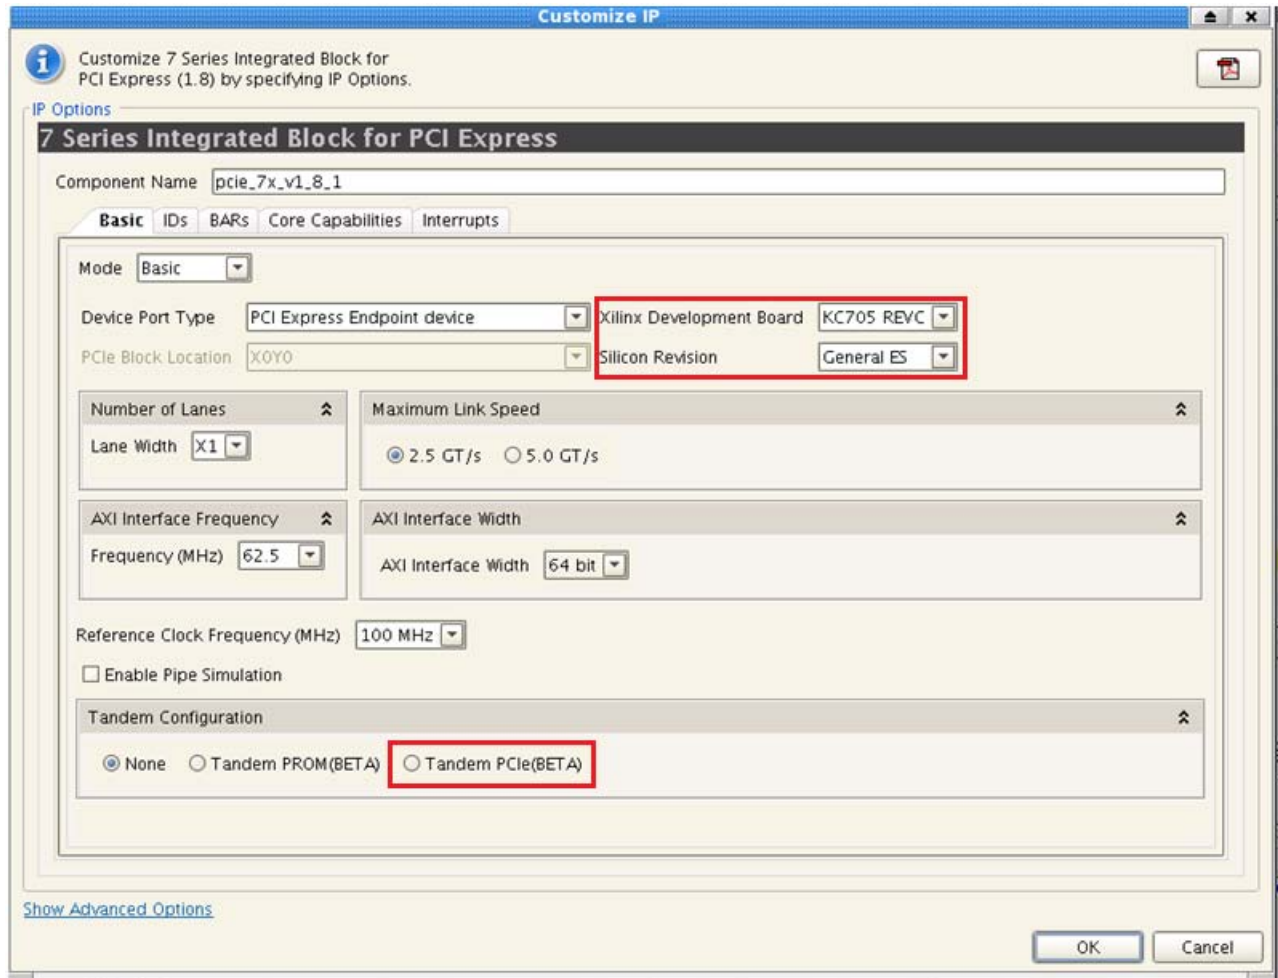 Customize IP
Customize 7 Series Integrated Block for
PCI Express (1.8) by specifying IP Options.
IP Options
7 Series Integrated Block for PCI Express
Component Name pcie_7x_v1_8_1
Basic IDs BARs Core Capabilities Interrupts
Mode Basic
Device Port Type PCI Express Endpoint device Xilinx Development Board KC705 REVC
PCIe Block Location X0Y0 Silicon Revision General ES
Number of Lanes Maximum Link Speed
Lane Width X1 2.5 GT/s 5.0 GT/s
AXI Interface Frequency AXI Interface Width
Frequency (MHz) 62.5 AXI Interface Width 64 bit
Reference Clock Frequency (MHz) 100 MHz
Enable Pipe Simulation
Tandem Configuration
None Tandem PROM(BETA) Tandem PCIe(BETA)
Show Advanced Options
OK Cancel